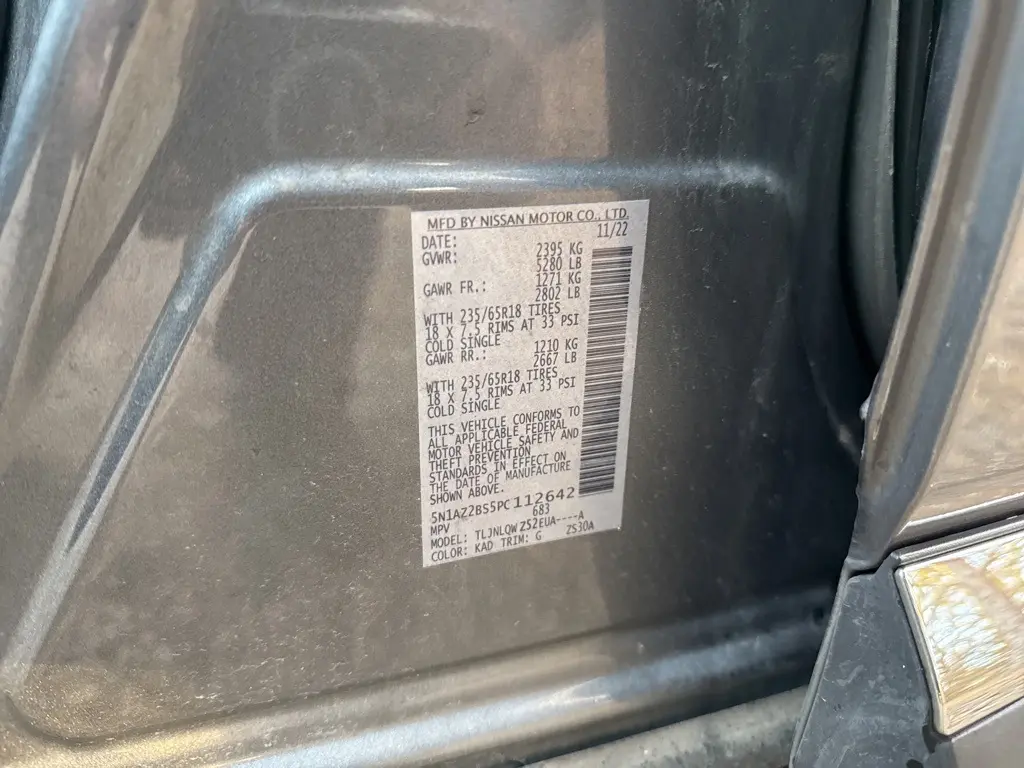 MFD BY NISSAN MOTOR CO., LTD.
DATE: 11/22
GVWR: 2395 KG
5280 LB
GAWR FR.: 1271 KG
2802 LB
WITH 235/65R18 TIRES
18 X 7.5 RIMS AT 33 PSI
COLD SINGLE
GAWR RR.: 1210 KG
2667 LB
WITH 235/65R18 TIRES
18 X 7.5 RIMS AT 33 PSI
COLD SINGLE
THIS VEHICLE CONFORMS TO
ALL APPLICABLE FEDERAL
MOTOR VEHICLE SAFETY AND
THEFT PREVENTION
STANDARDS IN EFFECT ON
THE DATE OF MANUFACTURE
SHOWN ABOVE.
5N1AZ2BS5PC112642
MPV 683
MODEL: TLJNLQW ZS2EUA----A
COLOR: KAD TRIM: G ZS30A